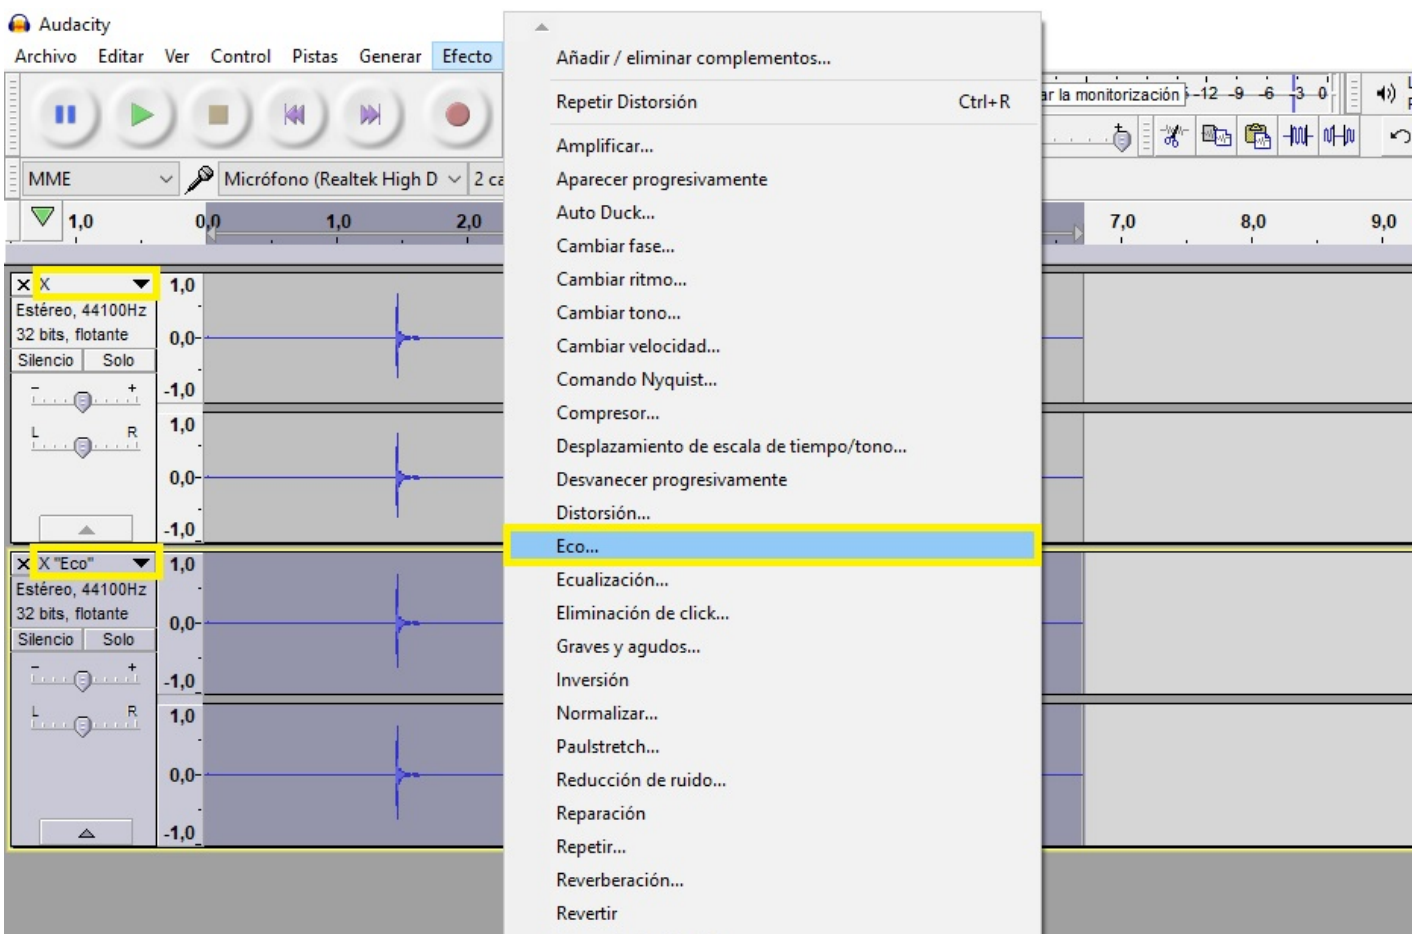 Audacity
Archivo Editar Ver Control Pistas Generar Efecto
Añadir / eliminar complementos...
Repetir Distorsión Ctrl+R
ar la monitorización -12 -9 -6 -3 0
Amplificar...
MME Micrófono (Realtek High D 2 ca
Aparecer progresivamente
Auto Duck...
1,0 0,0 1,0 2,0 7,0 8,0 9,0
Cambiar fase...
Cambiar ritmo...
Cambiar tono...
Cambiar velocidad...
Comando Nyquist...
Compresor...
Desplazamiento de escala de tiempo/tono...
Desvanecer progresivamente
Distorsión...
Eco...
Ecualización...
Eliminación de click...
Graves y agudos...
Inversión
Normalizar...
Paulstretch...
Reducción de ruido...
Reparación
Repetir...
Reverberación...
Revertir
X 1,0
Estéreo, 44100Hz
32 bits, flotante 0,0
Silencio Solo
- + -1,0
L R 1,0
0,0
-1,0
X "Eco" 1,0
Estéreo, 44100Hz
32 bits, flotante 0,0
Silencio Solo
- + -1,0
L R 1,0
0,0
-1,0